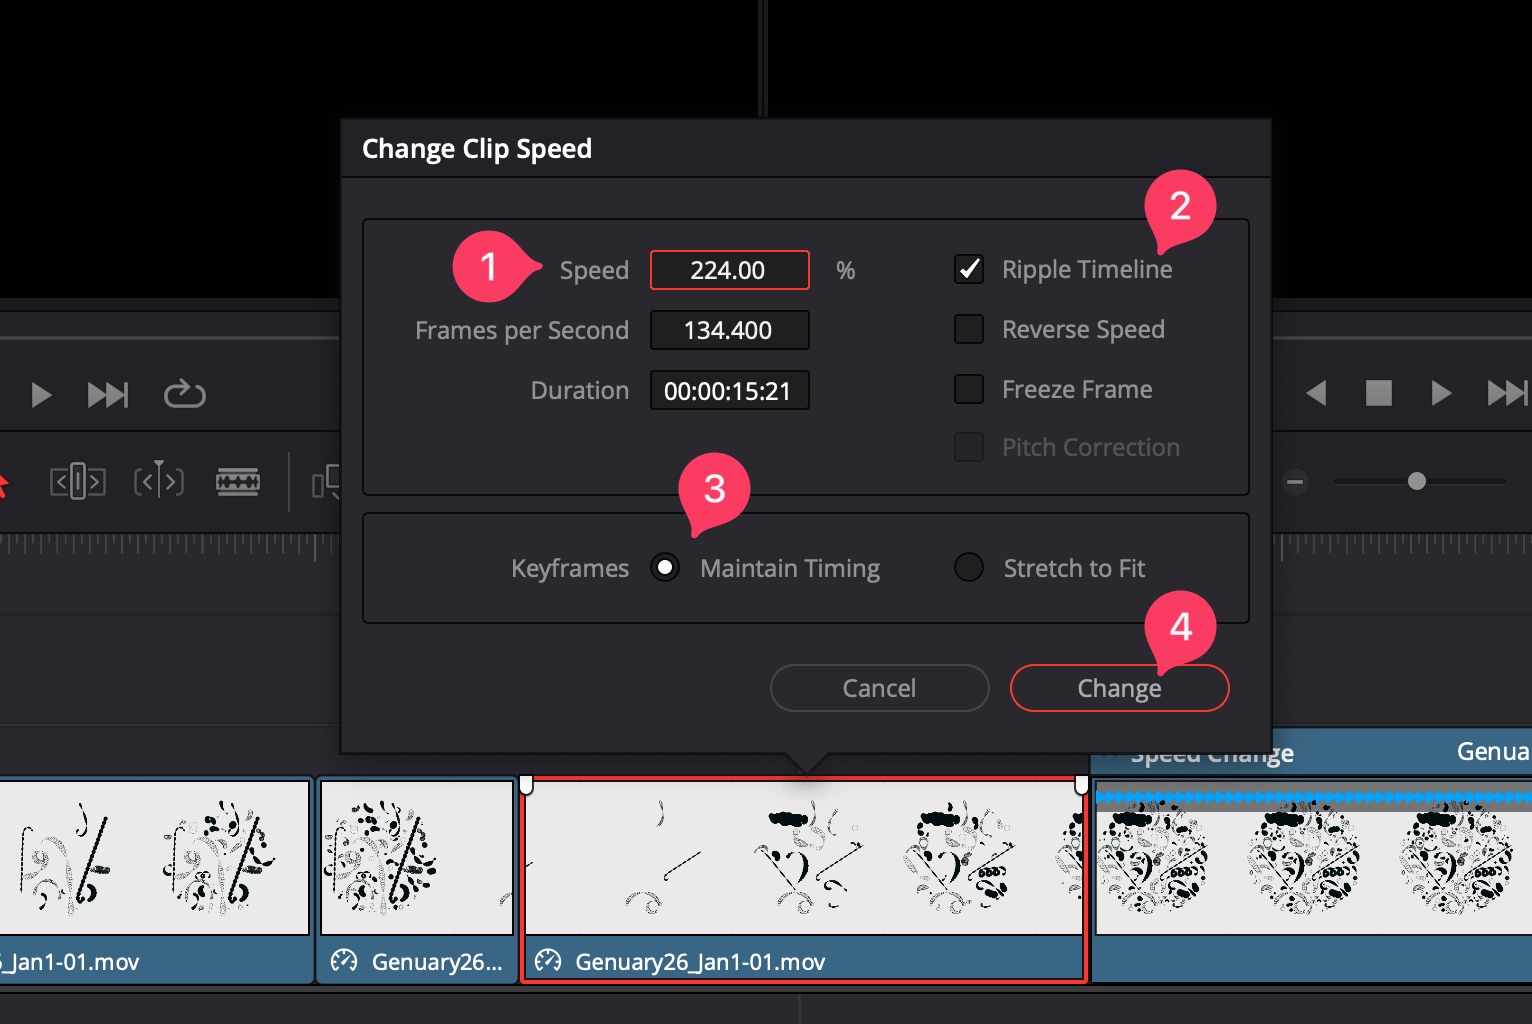 Change Clip Speed
2
1
Speed 224.00 %
Ripple Timeline
Frames per Second 134.400
Reverse Speed
Duration 00:00:15:21
Freeze Frame
Pitch Correction
3
Keyframes Maintain Timing Stretch to Fit
4
Cancel Change
Speed Change Genua
_Jan1-01.mov
Genuary26...
Genuary26_Jan1-01.mov